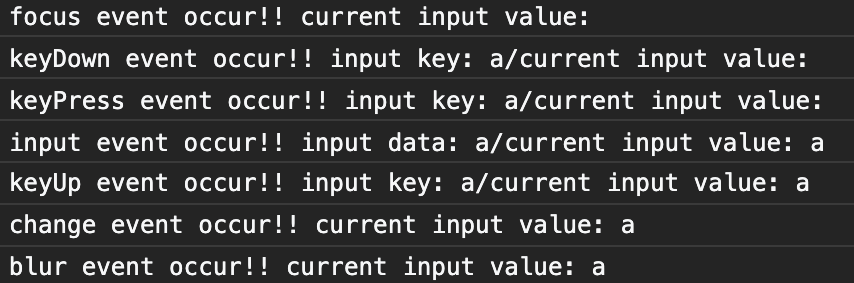 focus event occur!! current input value:
keyDown event occur!! input key: a/current input value:
keyPress event occur!! input key: a/current input value:
input event occur!! input data: a/current input value: a
keyUp event occur!! input key: a/current input value: a
change event occur!! current input value: a
blur event occur!! current input value: a